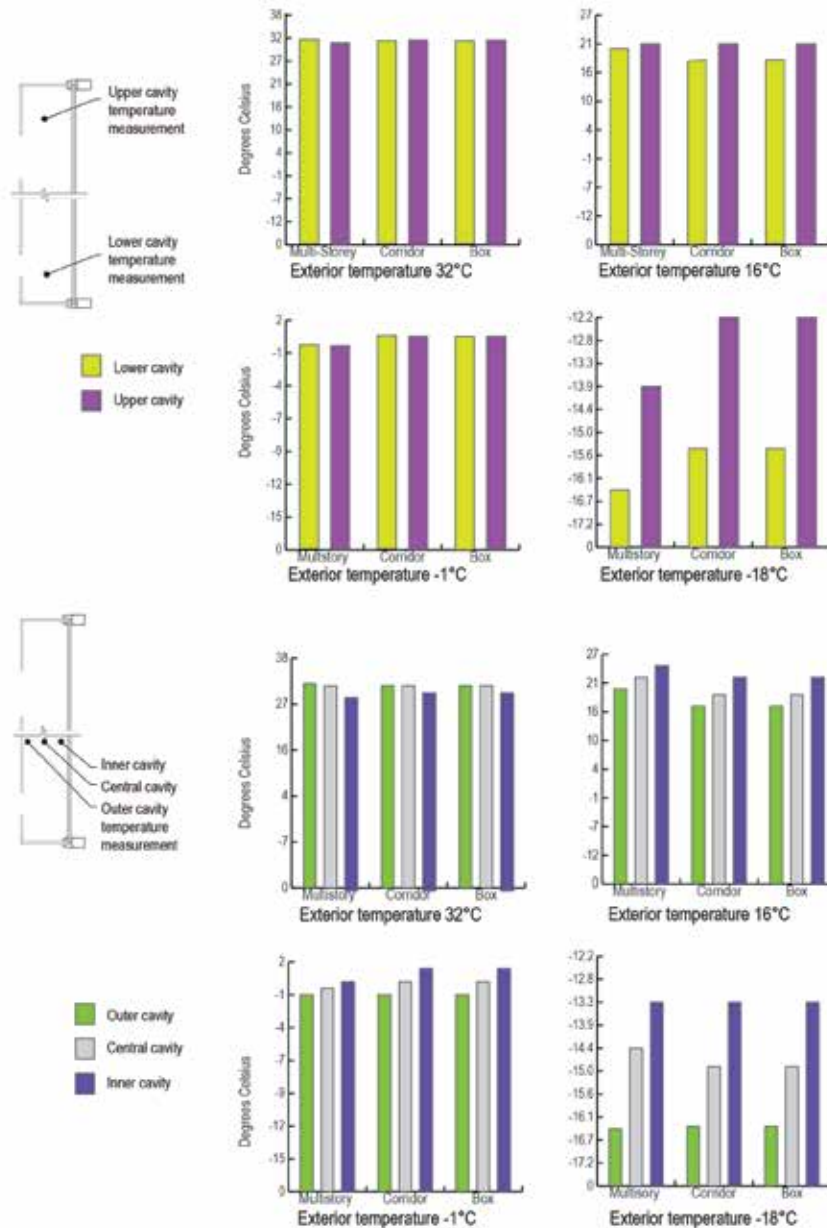 38
32
27
21
16
10
4
-1
-7
-12
0
Degrees Celsius
Multi-Storey Corridor Box
Exterior temperature 32°C
27
21
16
10
4
-1
-7
-12
0
Multi-Storey Corridor Box
Exterior temperature 16°C
Upper cavity
temperature
measurement
Lower cavity
temperature
measurement
Lower cavity
Upper cavity
2
-1
-4
-7
-9
-12
-15
0
Degrees Celsius
Multistory Corridor Box
Exterior temperature -1°C
-12.2
-12.8
-13.3
-13.9
-14.4
-15.0
-15.6
-16.1
-16.7
-17.2
0
Multistory Corridor Box
Exterior temperature -18°C
Inner cavity
Central cavity
Outer cavity
temperature
measurement
38
27
16
4
-7
0
Degrees Celsius
Multistory Corridor Box
Exterior temperature 32°C
27
21
16
10
4
-1
-7
-12
0
Multistory Corridor Box
Exterior temperature 16°C
Outer cavity
Central cavity
Inner cavity
2
-1
-4
-7
-9
-12
-15
0
Degrees Celsius
Multistory Corridor Box
Exterior temperature -1°C
-12.2
-12.8
-13.3
-13.9
-14.4
-15.0
-15.6
-16.1
-16.7
-17.2
0
Multisory Corridor Box
Exterior temperature -18°C